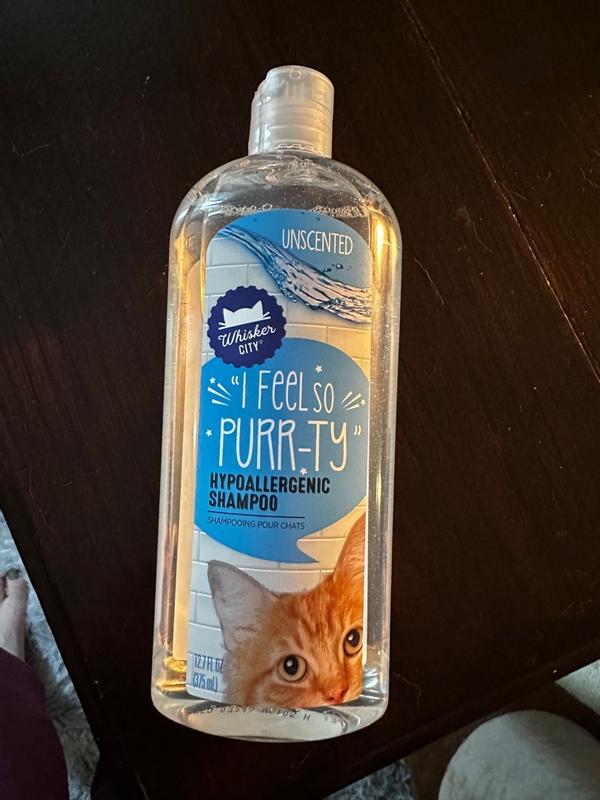 UNSCENTED
Whisker
CITY®
"I FEEL SO
PURR-TY"
HYPOALLERGENIC
SHAMPOO
SHAMPOOING POUR CHATS
12.7 FL OZ
(375 mL)